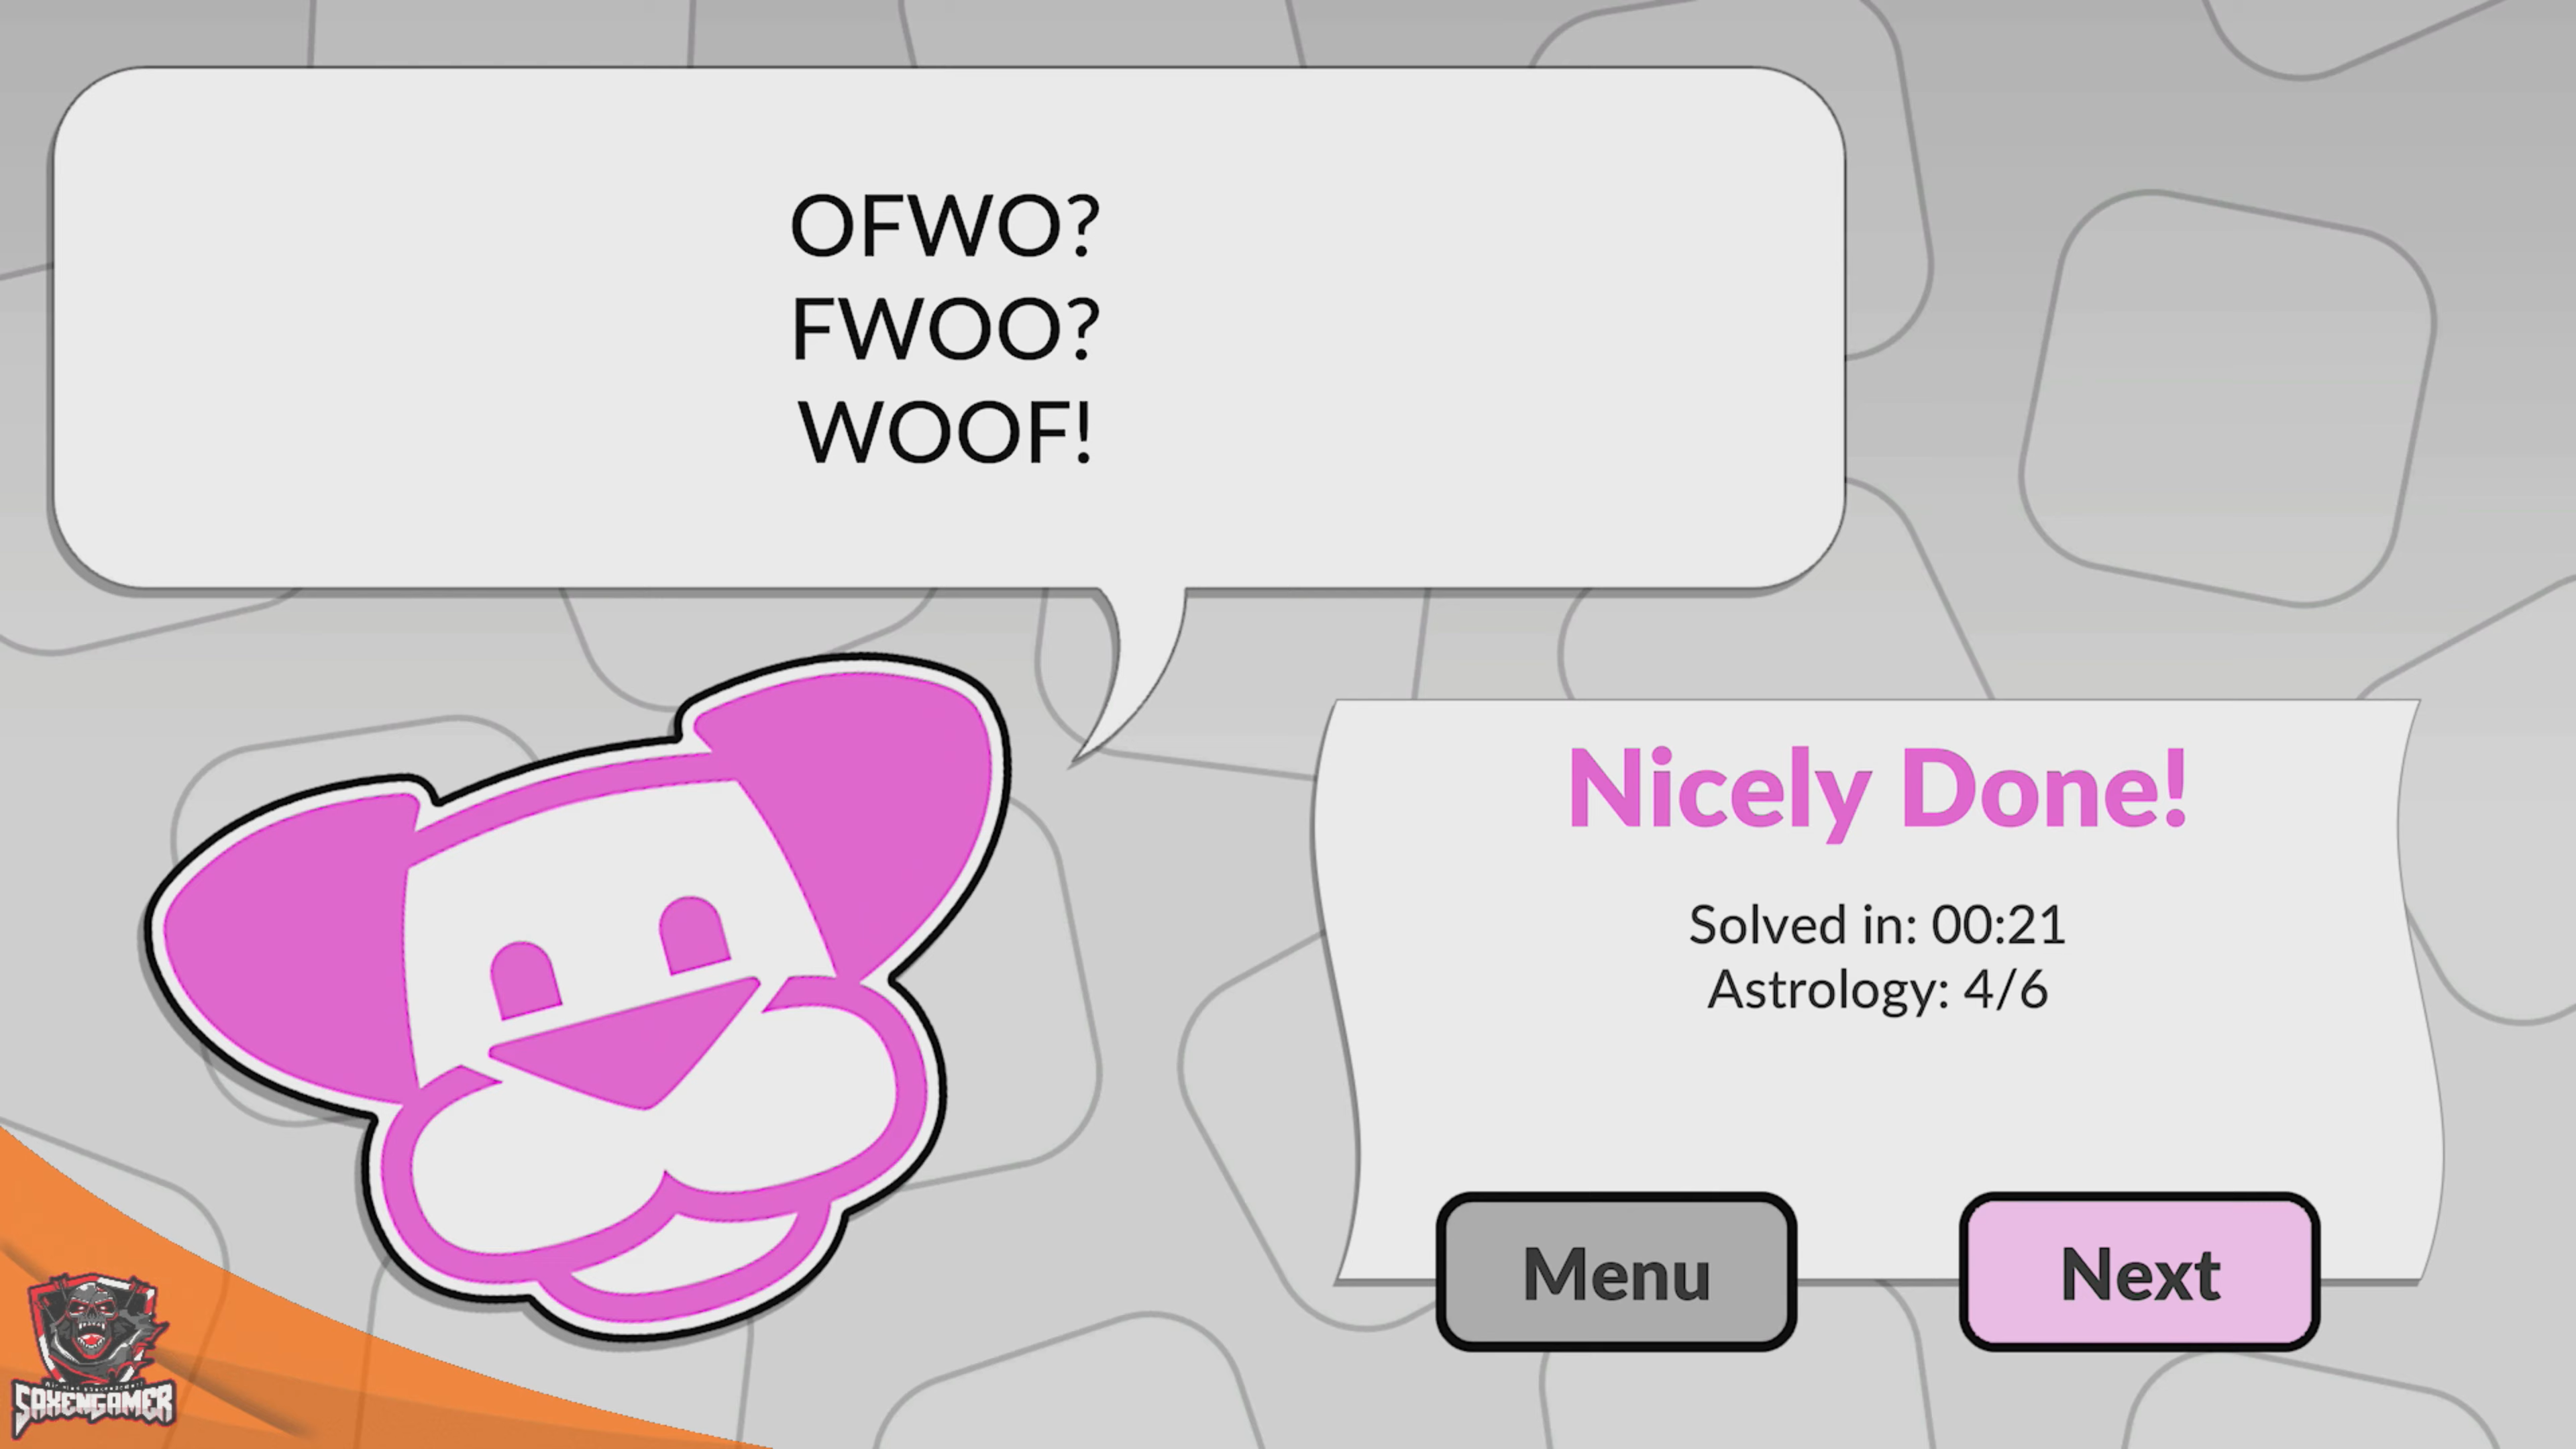 OFWO?
FWOO?
WOOF!
Nicely Done!
Solved in: 00:21
Astrology: 4/6
Menu
Next
SAXENGAMER